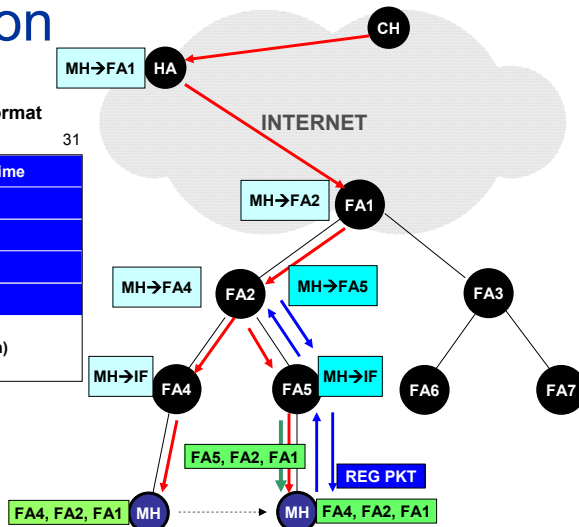 on
CH
MH→FA1
HA
ormat
INTERNET
31
ime
MH→FA2
FA1
MH→FA4
FA2
MH→FA5
FA3
)
MH→IF
FA4
FA5
MH→IF
FA6
FA7
FA5, FA2, FA1
REG PKT
FA4, FA2, FA1
MH
MH
FA4, FA2, FA1